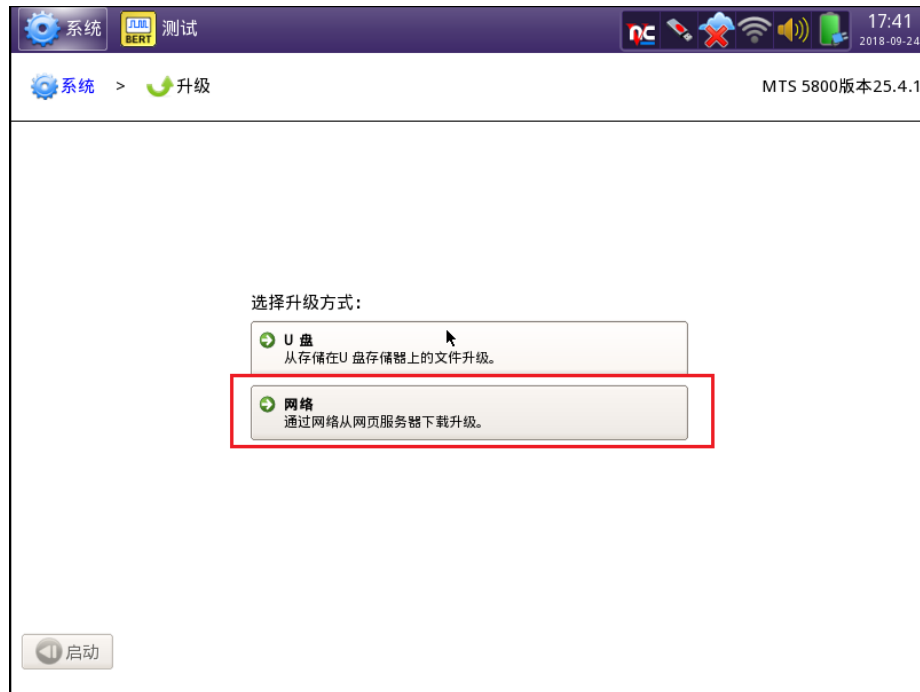 系统 BERT 测试 nc 17:41
2018-09-24
系统 > 升级 MTS 5800版本25.4.1
选择升级方式:
U 盘
从存储在U 盘存储器上的文件升级。
网络
通过网络从网页服务器下载升级。
启动